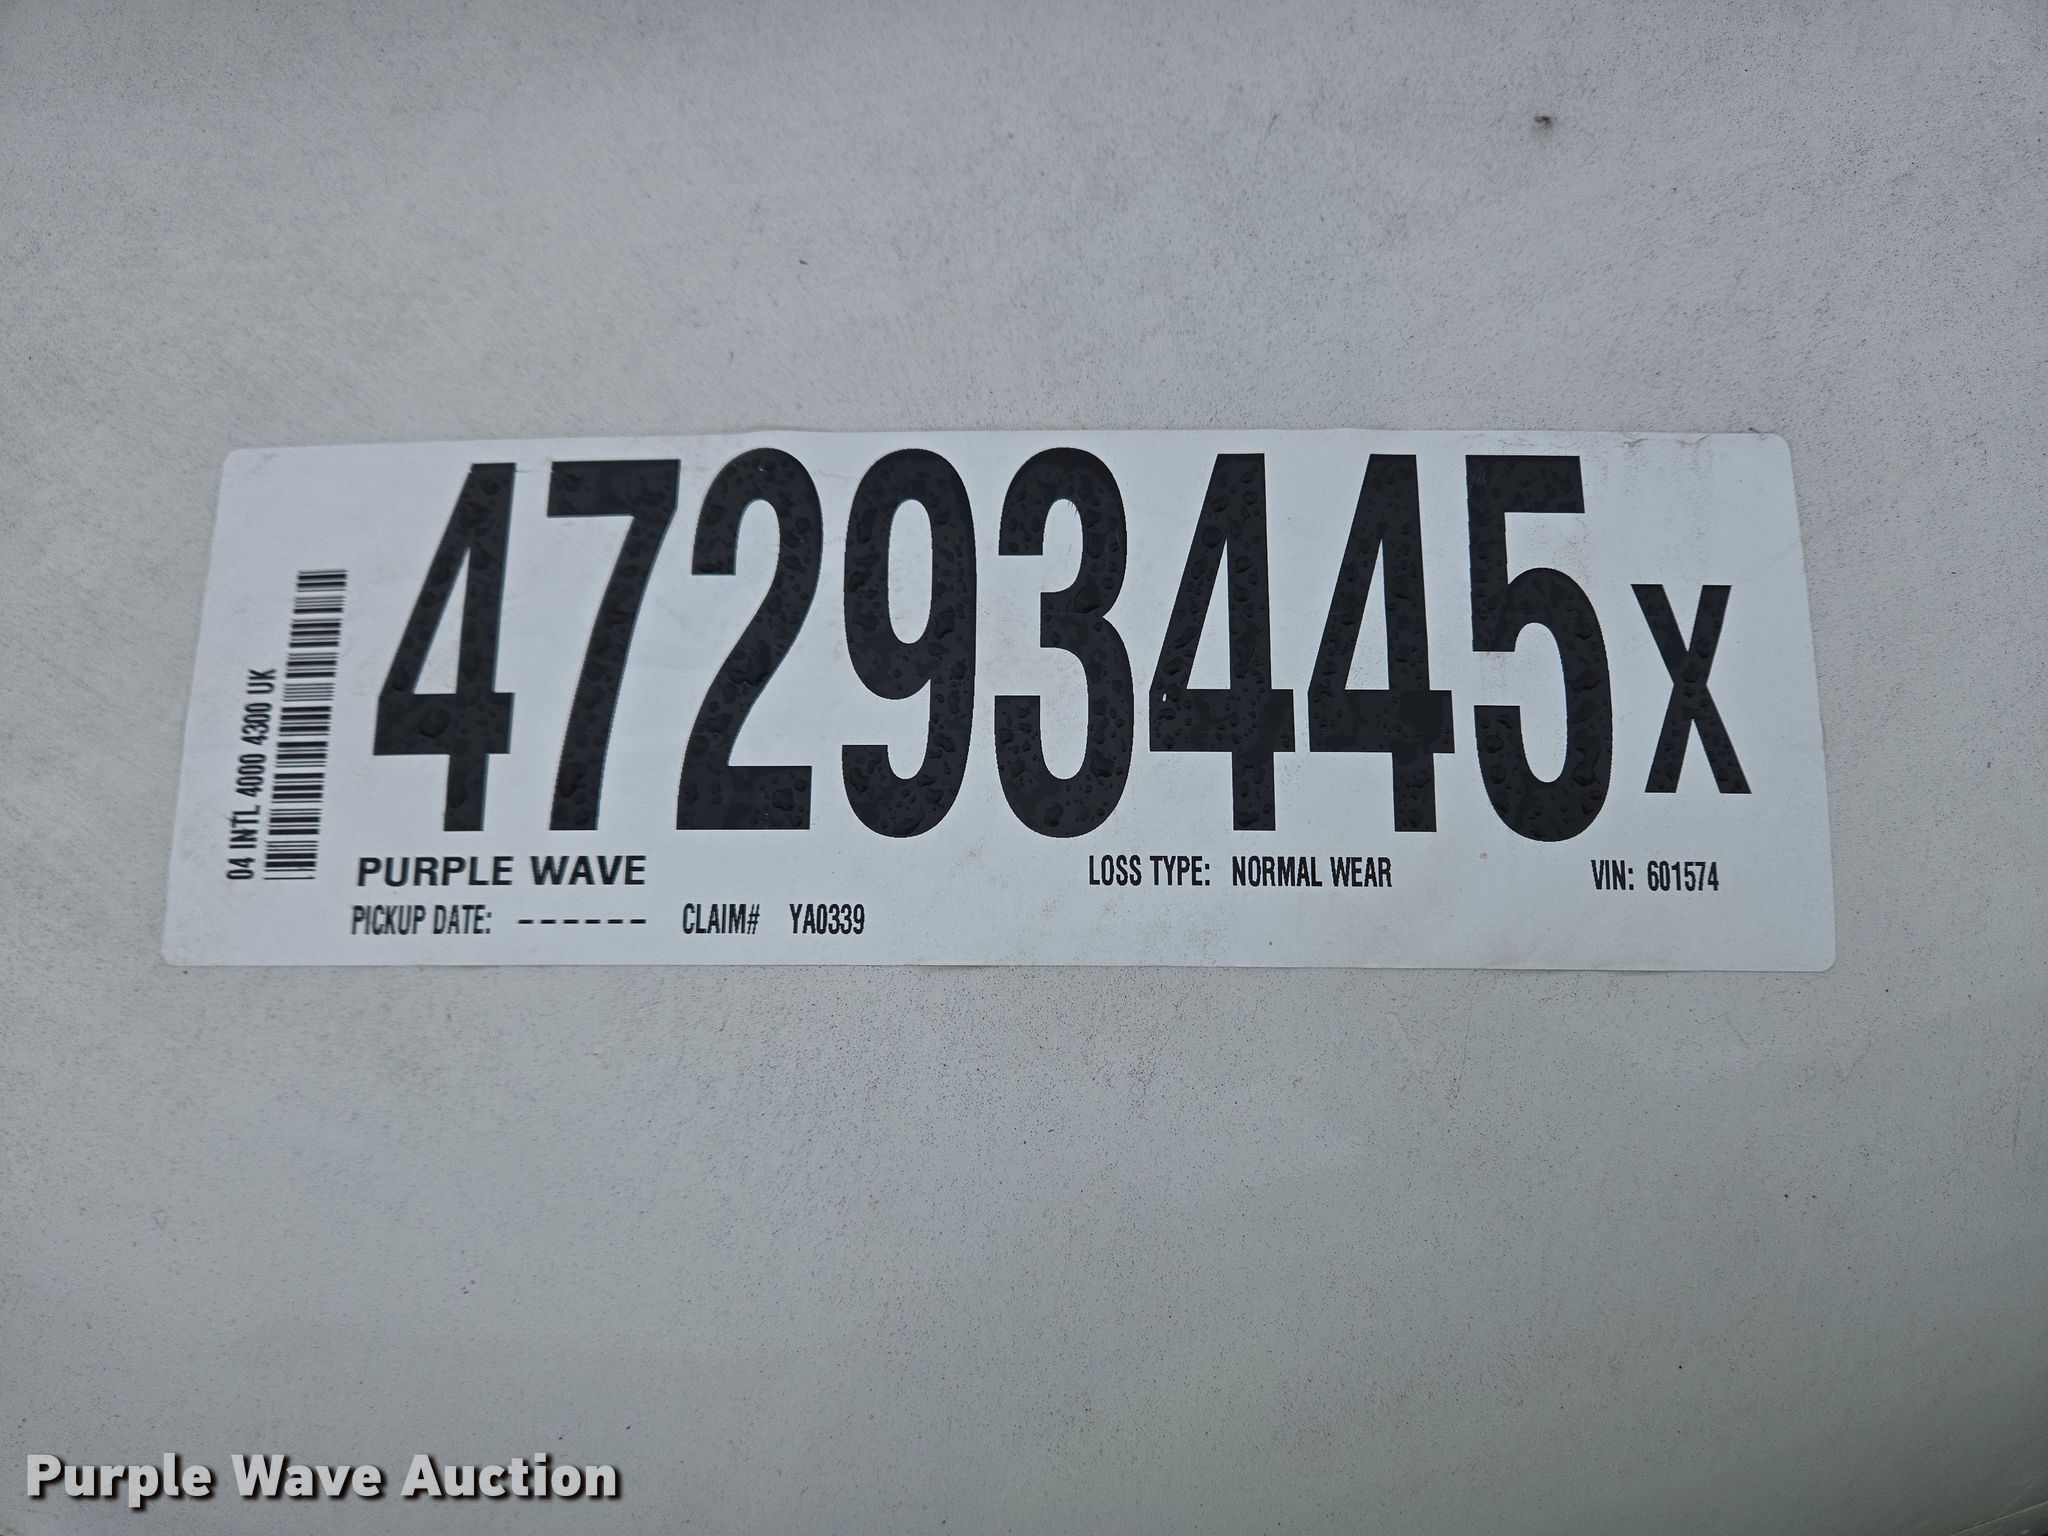 04 INTL 4000 4300 UK
47293445 X
PURPLE WAVE LOSS TYPE: NORMAL WEAR VIN: 601574
PICKUP DATE: ------ CLAIM# YA0339
Purple Wave Auction